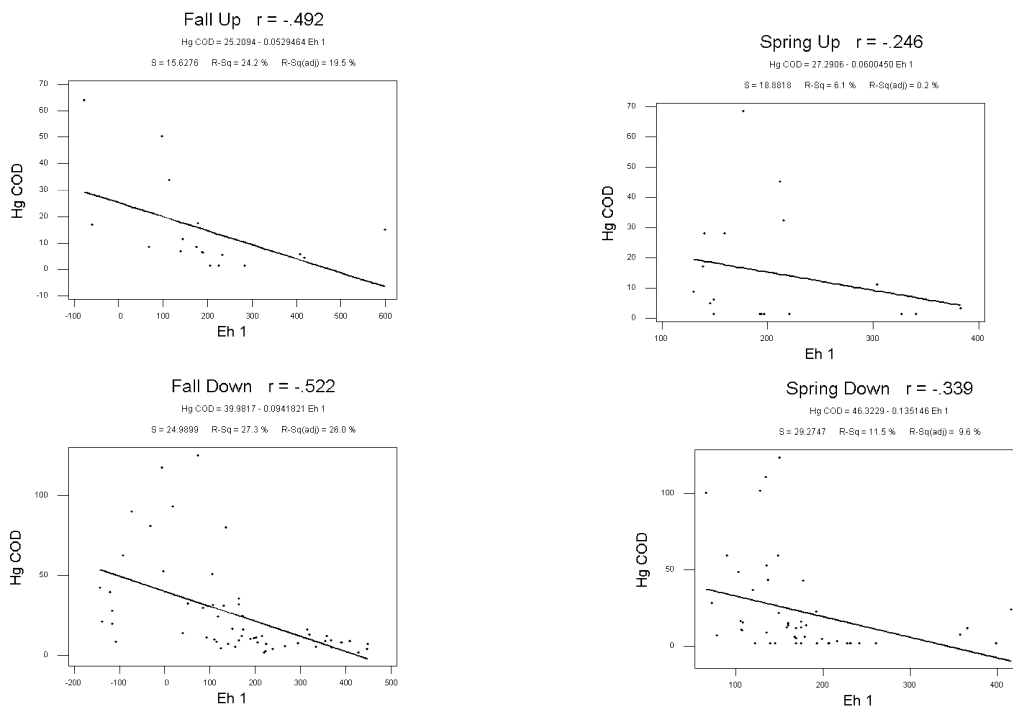 Fall Up r = -.492
Hg COD = 25.2094 - 0.0529464 Eh 1
S = 15.6276 R-Sq = 24.2 % R-Sq(adj) = 19.5 %
70
60
50
40
30
20
10
0
-10
Hg COD
-100 0 100 200 300 400 500 600
Eh 1
Spring Up r = -.246
Hg COD = 27.2906 - 0.0600450 Eh 1
S = 18.8818 R-Sq = 6.1 % R-Sq(adj) = 0.2 %
70
60
50
40
30
20
10
0
Hg COD
100 200 300 400
Eh 1
Fall Down r = -.522
Hg COD = 39.9817 - 0.0941821 Eh 1
S = 24.9899 R-Sq = 27.3 % R-Sq(adj) = 26.0 %
100
50
0
Hg COD
-200 -100 0 100 200 300 400 500
Eh 1
Spring Down r = -.339
Hg COD = 46.3229 - 0.135146 Eh 1
S = 29.2747 R-Sq = 11.5 % R-Sq(adj) = 9.6 %
100
50
0
Hg COD
100 200 300 400
Eh 1